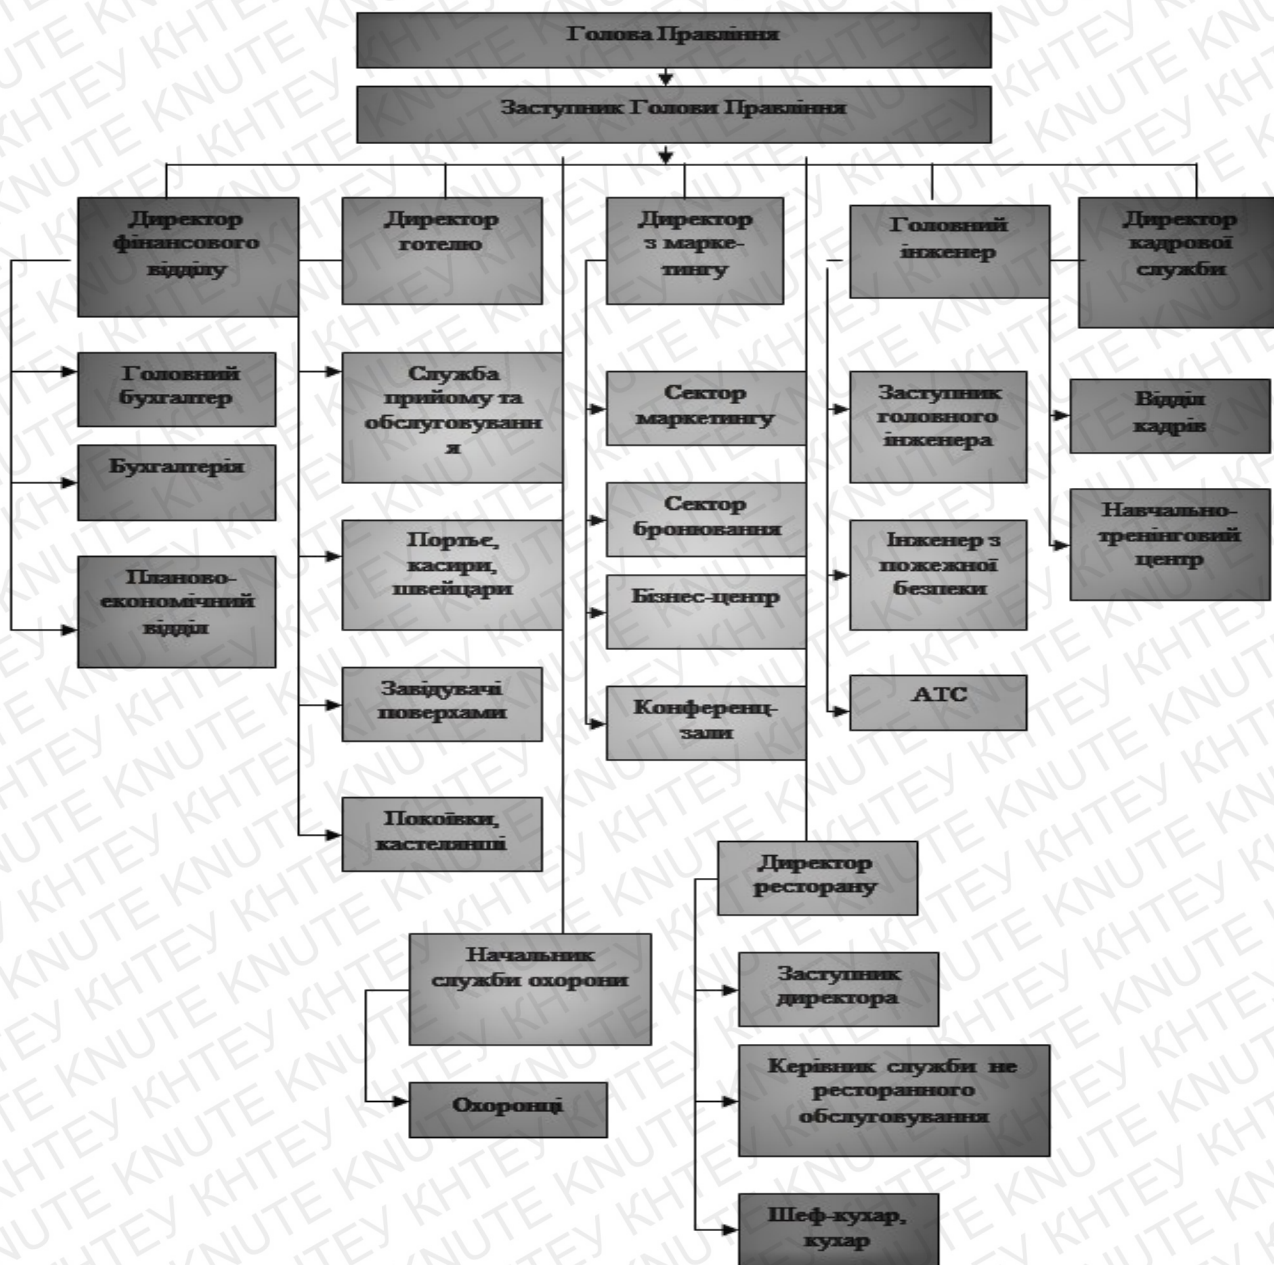 Голова Правління
Заступник Голови Правління
Директор
фінансового
відділу
Директор
готелю
Директор
з марке-
тингу
Головний
інженер
Директор
кадрової
служби
Головний
бухгалтер
Бухгалтерія
Планово-
економічний
відділ
Служба
прийому та
обслуговуванн
я
Портьє,
касири,
швейцари
Завідувачі
поверхами
Покоївки,
кастелянші
Сектор
маркетингу
Сектор
бронювання
Бізнес-центр
Конференц-
зали
Заступник
головного
інженера
Інженер з
пожежної
безпеки
АТС
Відділ
кадрів
Навчально-
тренінговий
центр
Начальник
служби охорони
Охоронці
Директор
ресторану
Заступник
директора
Керівник служби не
ресторанного
обслуговування
Шеф-кухар,
кухар
KNUTE КНТЕУ